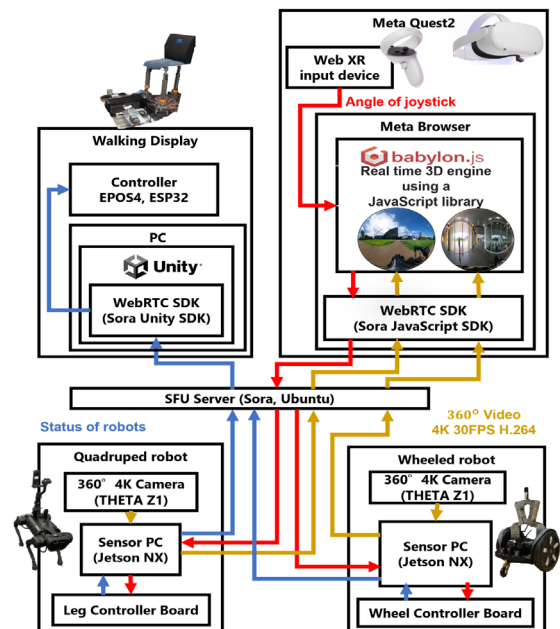 Meta Quest2
Web XR
input device
Angle of joystick
Meta Browser
babylon.js
Real time 3D engine
using a
JavaScript library
WebRTC SDK
(Sora JavaScript SDK)
Walking Display
Controller
EPOS4, ESP32
PC
Unity
WebRTC SDK
(Sora Unity SDK)
SFU Server (Sora, Ubuntu)
Status of robots
360° Video
4K 30FPS H.264
Quadruped robot
360° 4K Camera
(THETA Z1)
Sensor PC
(Jetson NX)
Leg Controller Board
Wheeled robot
360° 4K Camera
(THETA Z1)
Sensor PC
(Jetson NX)
Wheel Controller Board